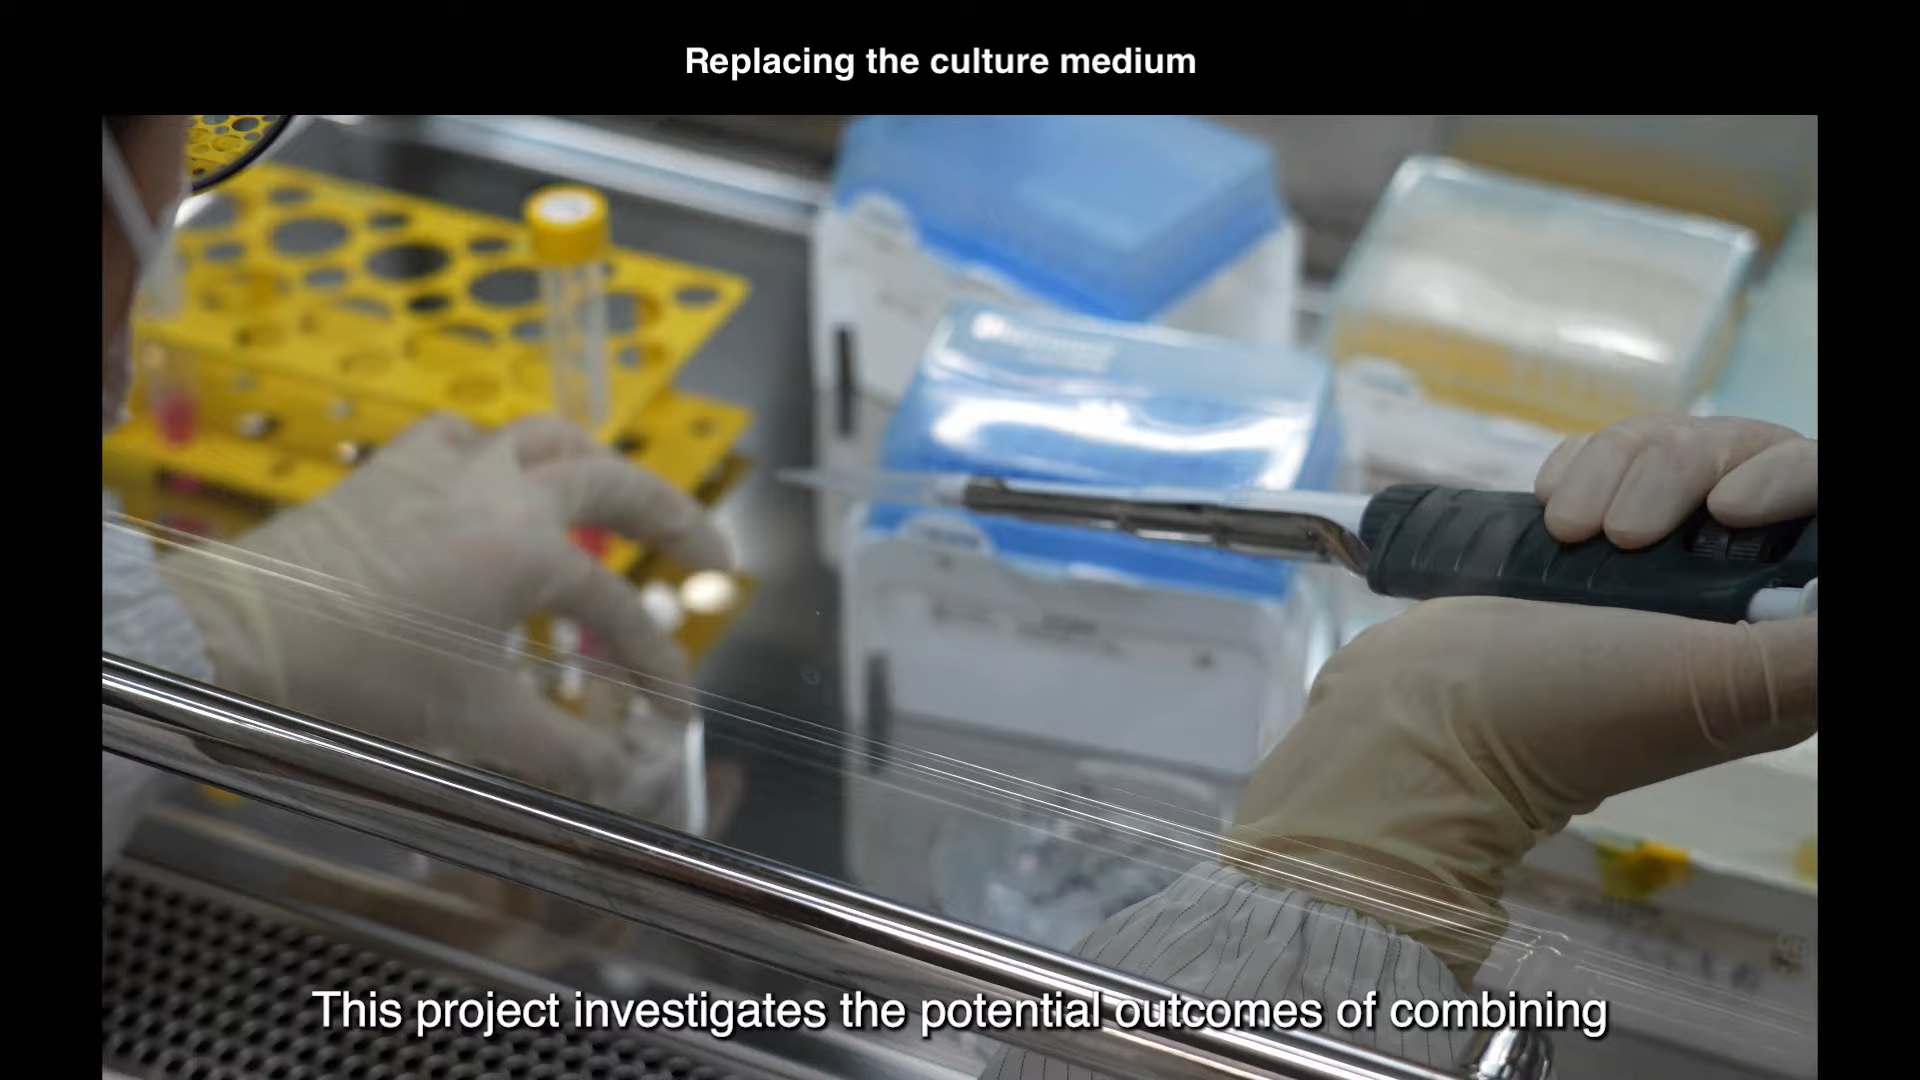 Replacing the culture medium
This project investigates the potential outcomes of combining